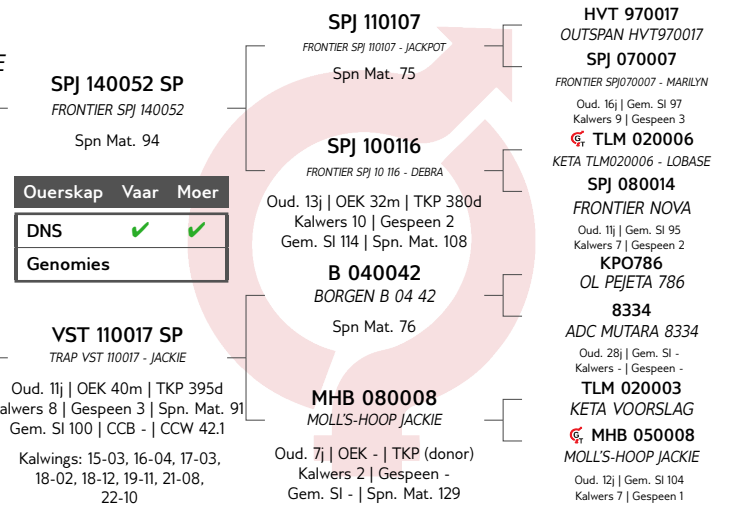 E
SPJ 140052 SP
FRONTIER SPJ 140052
Spn Mat. 94
Ouerskap Vaar Moer
DNS ✔ ✔
Genomies
VST 110017 SP
TRAP VST 110017 - JACKIE
Oud. 11j | OEK 40m | TKP 395d
alwers 8 | Gespeen 3 | Spn. Mat. 91
Gem. SI 100 | CCB - | CCW 42.1
Kalwings: 15-03, 16-04, 17-03,
18-02, 18-12, 19-11, 21-08,
22-10
SPJ 110107
FRONTIER SPJ 110107 - JACKPOT
Spn Mat. 75
SPJ 100116
FRONTIER SPJ 10 116 - DEBRA
Oud. 13j | OEK 32m | TKP 380d
Kalwers 10 | Gespeen 2
Gem. SI 114 | Spn. Mat. 108
B 040042
BORGEN B 04 42
Spn Mat. 76
MHB 080008
MOLL'S-HOOP JACKIE
Oud. 7j | OEK - | TKP (donor)
Kalwers 2 | Gespeen -
Gem. SI - | Spn. Mat. 129
HVT 970017
OUTSPAN HVT970017
SPJ 070007
FRONTIER SPJ070007 - MARILYN
Oud. 16j | Gem. SI 97
Kalwers 9 | Gespeen 3
TLM 020006
KETA TLM020006 - LOBASE
SPJ 080014
FRONTIER NOVA
Oud. 11j | Gem. SI 95
Kalwers 7 | Gespeen 2
KPO786
OL PEJETA 786
8334
ADC MUTARA 8334
Oud. 28j | Gem. SI -
Kalwers - | Gespeen -
TLM 020003
KETA VOORSLAG
MHB 050008
MOLL'S-HOOP JACKIE
Oud. 12j | Gem. SI 104
Kalwers 7 | Gespeen 1